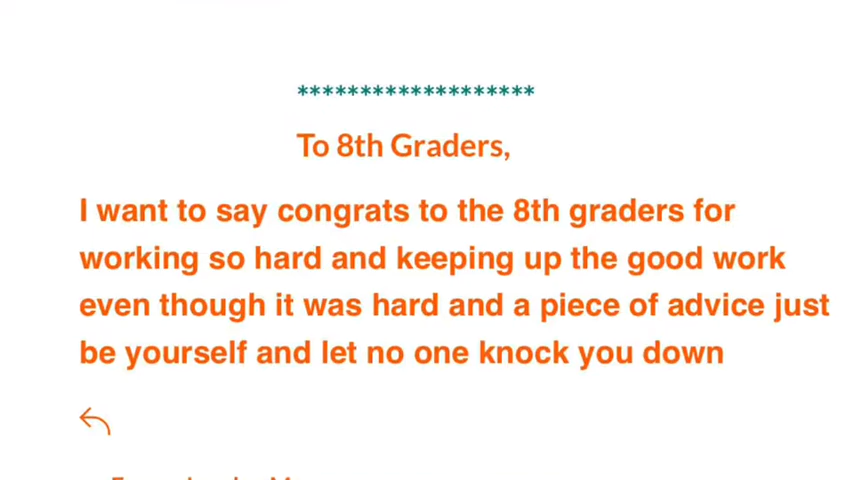 *******************
To 8th Graders,
I want to say congrats to the 8th graders for
working so hard and keeping up the good work
even though it was hard and a piece of advice just
be yourself and let no one knock you down